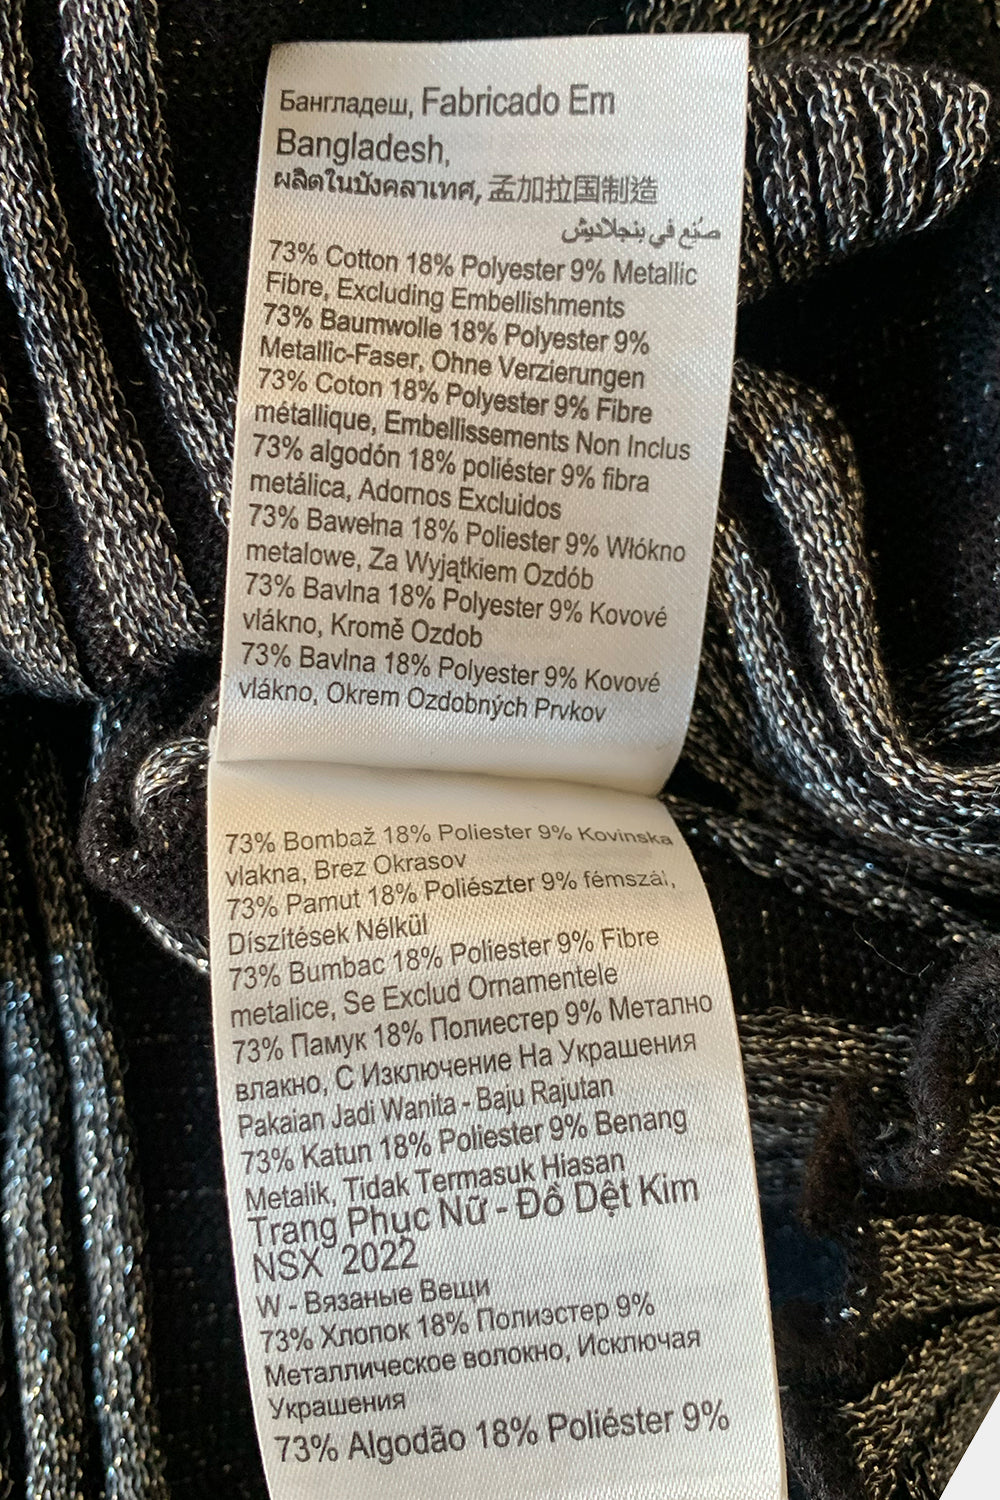 Бангладеш, Fabricado Em
Bangladesh,
ผลิตในบังคลาเทศ, 孟加拉国制造
صُنع في بنجلاديش
73% Cotton 18% Polyester 9% Metallic
Fibre, Excluding Embellishments
73% Baumwolle 18% Polyester 9%
Metallic-Faser, Ohne Verzierungen
73% Coton 18% Polyester 9% Fibre
métallique, Embellissements Non Inclus
73% algodón 18% poliéster 9% fibra
metálica, Adornos Excluidos
73% Bawełna 18% Poliester 9% Włókno
metalowe, Za Wyjątkiem Ozdób
73% Bavlna 18% Polyester 9% Kovové
vlákno, Kromě Ozdob
73% Bavlna 18% Polyester 9% Kovové
vlákno, Okrem Ozdobných Prvkov
73% Bombaž 18% Poliester 9% Kovinska
vlakna, Brez Okrasov
73% Pamut 18% Poliészter 9% fémszál,
Díszítések Nélkül
73% Bumbac 18% Poliester 9% Fibre
metalice, Se Exclud Ornamentele
73% Памук 18% Полиестер 9% Метално
влакно, С Изключение На Украшения
Pakaian Jadi Wanita - Baju Rajutan
73% Katun 18% Poliester 9% Benang
Metalik, Tidak Termasuk Hiasan
Trang Phục Nữ - Đồ Dệt Kim
NSX 2022
W - Вязаные Вещи
73% Хлопок 18% Полиэстер 9%
Металлическое волокно, Исключая
Украшения
73% Algodão 18% Poliéster 9%